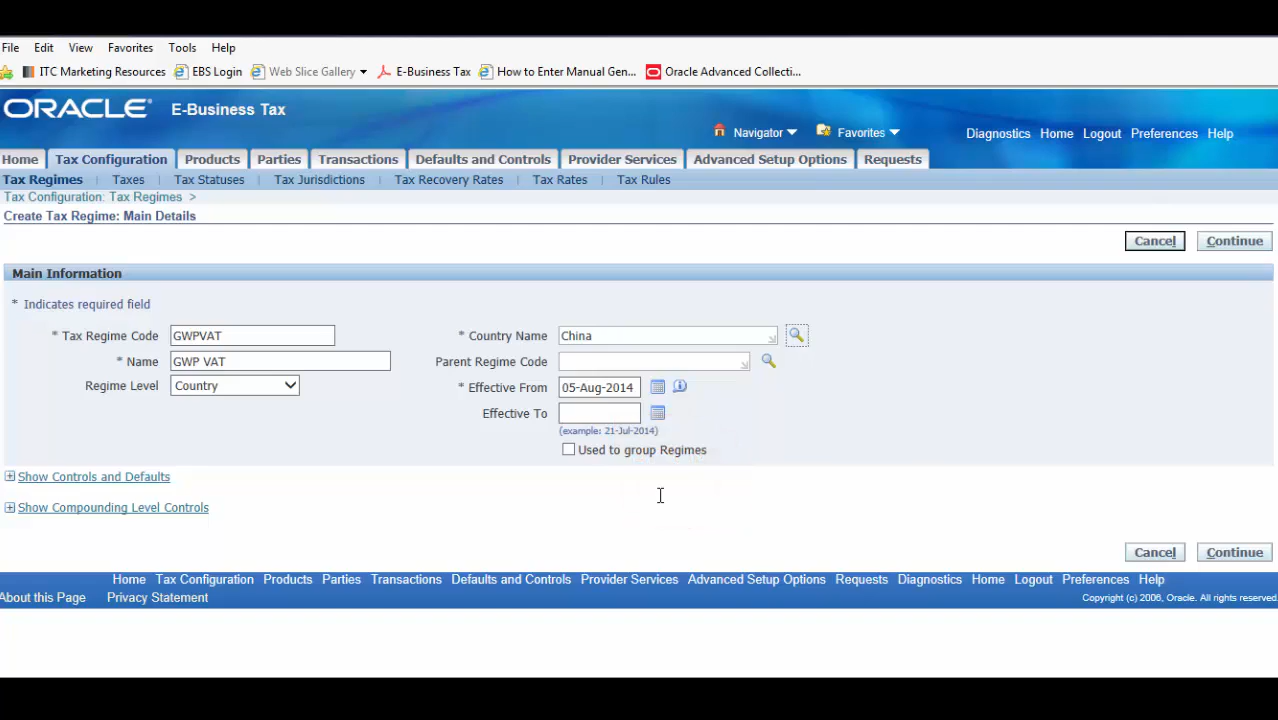 File Edit View Favorites Tools Help
ITC Marketing Resources EBS Login Web Slice Gallery E-Business Tax How to Enter Manual Gen... Oracle Advanced Collecti...
ORACLE E-Business Tax
Navigator Favorites Diagnostics Home Logout Preferences Help
Home Tax Configuration Products Parties Transactions Defaults and Controls Provider Services Advanced Setup Options Requests
Tax Regimes Taxes Tax Statuses Tax Jurisdictions Tax Recovery Rates Tax Rates Tax Rules
Tax Configuration: Tax Regimes >
Create Tax Regime: Main Details
Cancel Continue
Main Information
* Indicates required field
* Tax Regime Code GWPVAT * Country Name China
* Name GWP VAT Parent Regime Code
Regime Level Country * Effective From 05-Aug-2014
Effective To
(example: 21-Jul-2014)
Used to group Regimes
Show Controls and Defaults
Show Compounding Level Controls
Cancel Continue
Home Tax Configuration Products Parties Transactions Defaults and Controls Provider Services Advanced Setup Options Requests Diagnostics Home Logout Preferences Help
About this Page Privacy Statement Copyright (c) 2006, Oracle. All rights reserved.